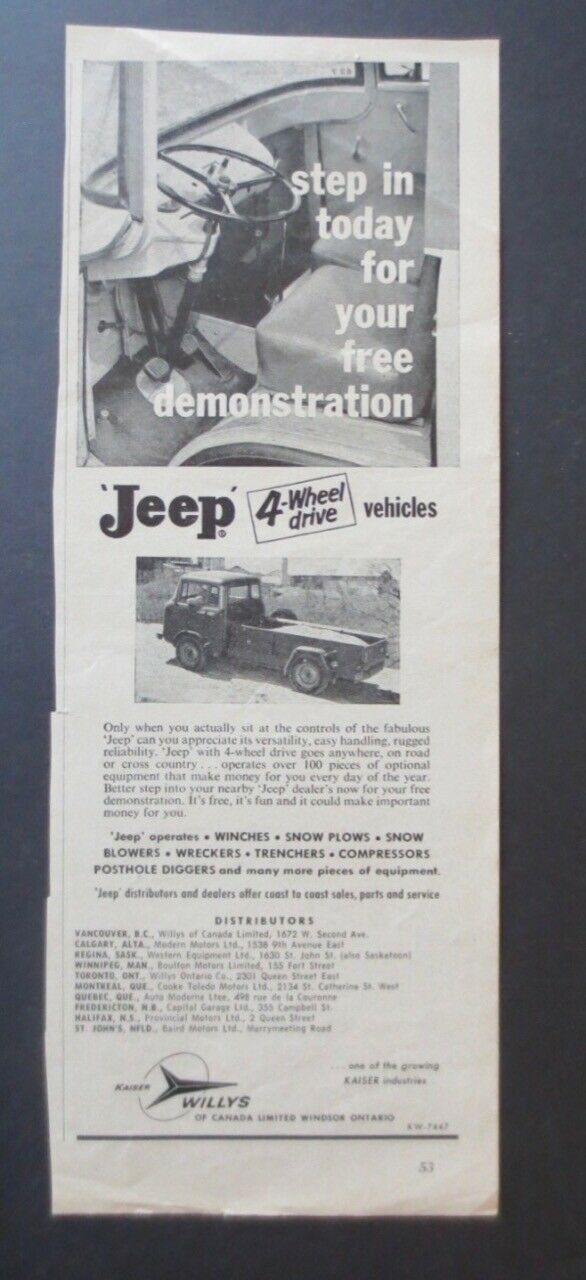 step in
today
for
your
free
demonstration
'Jeep'® 4-Wheel drive vehicles
Only when you actually sit at the controls of the fabulous
'Jeep' can you appreciate its versatility, easy handling, rugged
reliability. 'Jeep' with 4-wheel drive goes anywhere, on road
or cross country . . . operates over 100 pieces of optional
equipment that make money for you every day of the year.
Better step into your nearby 'Jeep' dealer's now for your free
demonstration. It's free, it's fun and it could make important
money for you.
'Jeep' operates • WINCHES • SNOW PLOWS • SNOW
BLOWERS • WRECKERS • TRENCHERS • COMPRESSORS
POSTHOLE DIGGERS and many more pieces of equipment.
'Jeep' distributors and dealers offer coast to coast sales, parts and service
DISTRIBUTORS
VANCOUVER, B.C., Willys of Canada Limited, 1672 W. Second Ave.
CALGARY, ALTA., Modern Motors Ltd., 1538 9th Avenue East
REGINA, SASK., Western Equipment Ltd., 1630 St. John St. (also Saskatoon)
WINNIPEG, MAN., Boulton Motors Limited, 155 Fort Street
TORONTO, ONT., Willys Ontario Co., 2301 Queen Street East
MONTREAL, QUE., Cooke Toledo Motors Ltd., 2134 St. Catherine St. West
QUEBEC, QUE., Auto Moderne Ltee, 498 rue de la Couronne
FREDERICTON, N.B., Capital Garage Ltd., 355 Campbell St.
HALIFAX, N.S., Provincial Motors Ltd., 2 Queen Street
ST. JOHN'S, NFLD., Baird Motors Ltd., Merrymeeting Road
. . . one of the growing
KAISER industries
KAISER
WILLYS
OF CANADA LIMITED WINDSOR ONTARIO
KW-7447
53